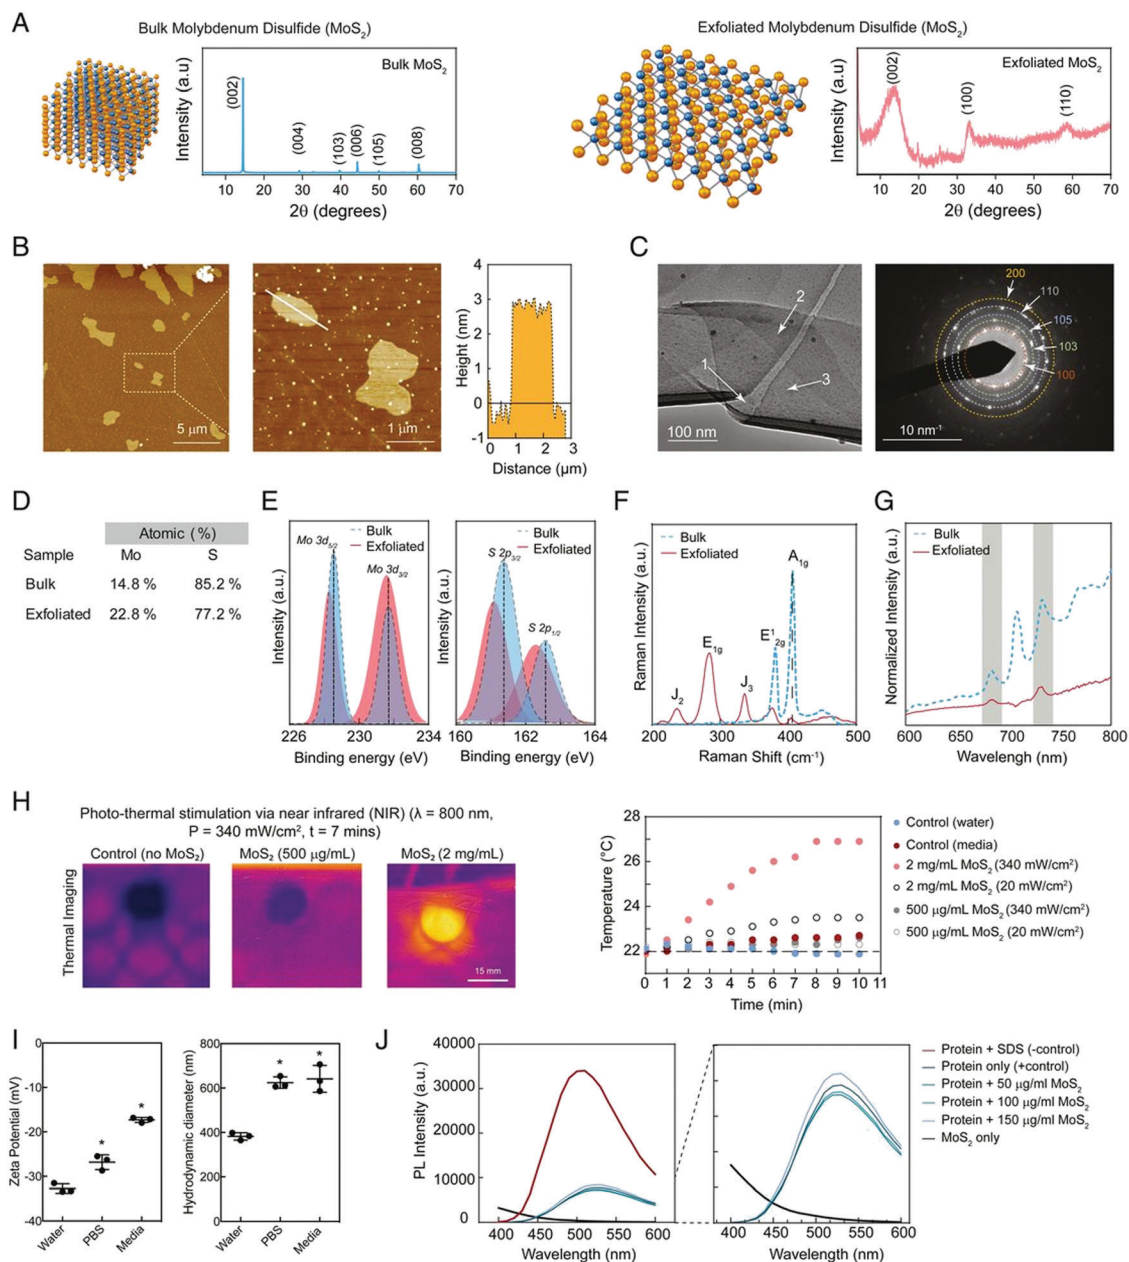 A
Bulk Molybdenum Disulfide (MoS2)
Intensity (a.u)
Bulk MoS2
(002)
(004)
(103)
(006)
(105)
(008)
10 20 30 40 50 60 70
2θ (degrees)
Exfoliated Molybdenum Disulfide (MoS2)
Intensity (a.u)
Exfoliated MoS2
(002)
(100)
(110)
10 20 30 40 50 60 70
2θ (degrees)
B
5 μm
1 μm
Height (nm)
4
3
2
1
0
-1
0 1 2 3
Distance (μm)
C
1
2
3
100 nm
200
110
105
103
100
10 nm-1
D
Atomic (%)
Sample Mo S
Bulk 14.8 % 85.2 %
Exfoliated 22.8 % 77.2 %
E
Intensity (a.u.)
Mo 3d5/2
Mo 3d3/2
Bulk
Exfoliated
226 230 234
Binding energy (eV)
Intensity (a.u.)
S 2p3/2
S 2p1/2
Bulk
Exfoliated
160 162 164
Binding energy (eV)
F
Raman Intensity (a.u.)
Bulk
Exfoliated
J2
E1g
J3
E12g
A1g
200 300 400 500
Raman Shift (cm-1)
G
Normalized Intensity (a.u.)
Bulk
Exfoliated
600 650 700 750 800
Wavelengh (nm)
H
Photo-thermal stimulation via near infrared (NIR) (λ = 800 nm,
P = 340 mW/cm2, t = 7 mins)
Control (no MoS2) MoS2 (500 μg/mL) MoS2 (2 mg/mL)
Thermal Imaging
15 mm
Temperature (°C)
28
26
24
23
22
0 1 2 3 4 5 6 7 8 9 10 11
Time (min)
Control (water)
Control (media)
2 mg/mL MoS2 (340 mW/cm2)
2 mg/mL MoS2 (20 mW/cm2)
500 μg/mL MoS2 (340 mW/cm2)
500 μg/mL MoS2 (20 mW/cm2)
I
Zeta Potential (mV)
0
-10
-20
-30
-40
*
*
Water PBS Media
Hydrodynamic diameter (nm)
800
600
400
200
0
* *
Water PBS Media
J
PL Intensity (a.u.)
40000
30000
20000
10000
0
400 450 500 550 600
Wavelength (nm)
400 450 500 550 600
Wavelength (nm)
Protein + SDS (-control)
Protein only (+control)
Protein + 50 μg/ml MoS2
Protein + 100 μg/ml MoS2
Protein + 150 μg/ml MoS2
MoS2 only